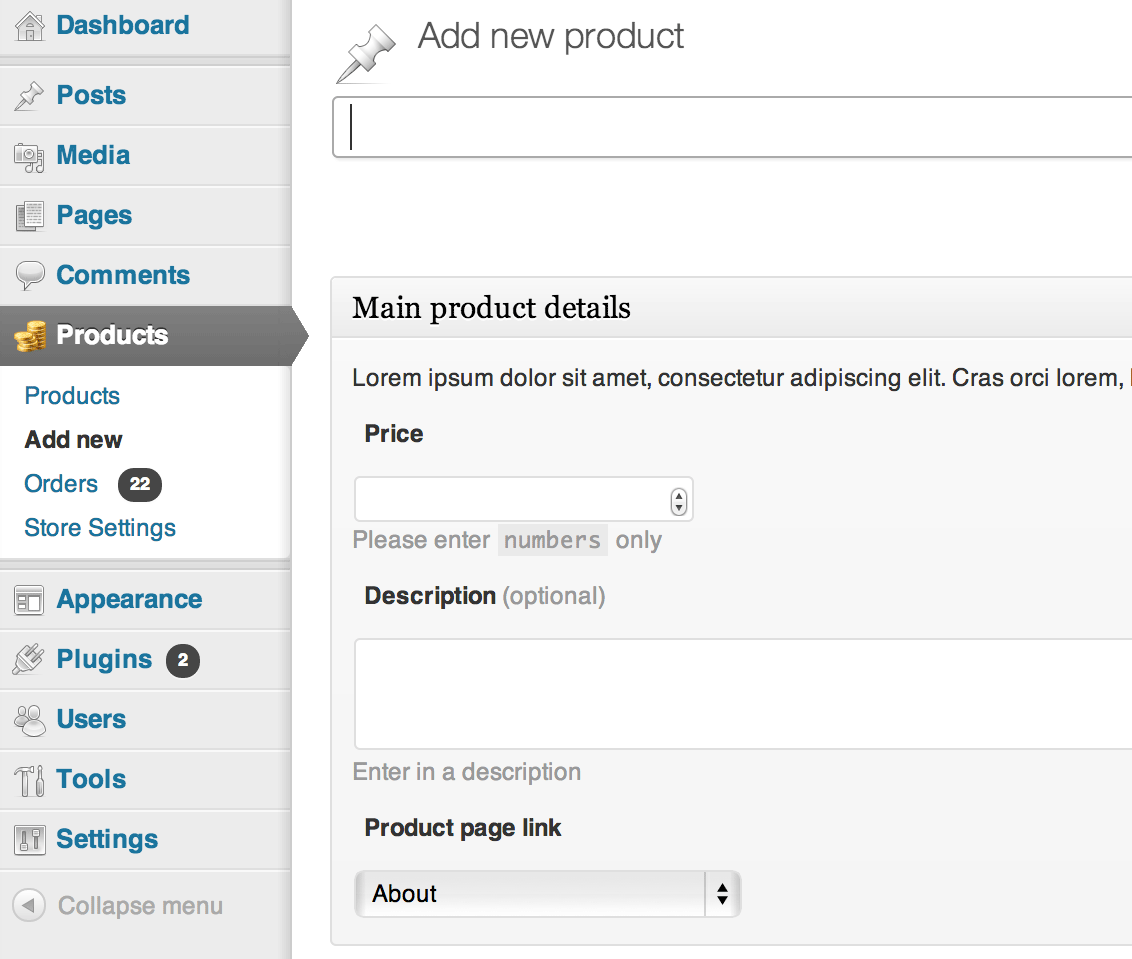 Dashboard
Posts
Media
Pages
Comments
Products
Products
Add new
Orders 22
Store Settings
Appearance
Plugins 2
Users
Tools
Settings
Collapse menu
Add new product
Main product details
Lorem ipsum dolor sit amet, consectetur adipiscing elit. Cras orci lorem,
Price
Please enter numbers only
Description (optional)
Enter in a description
Product page link
About